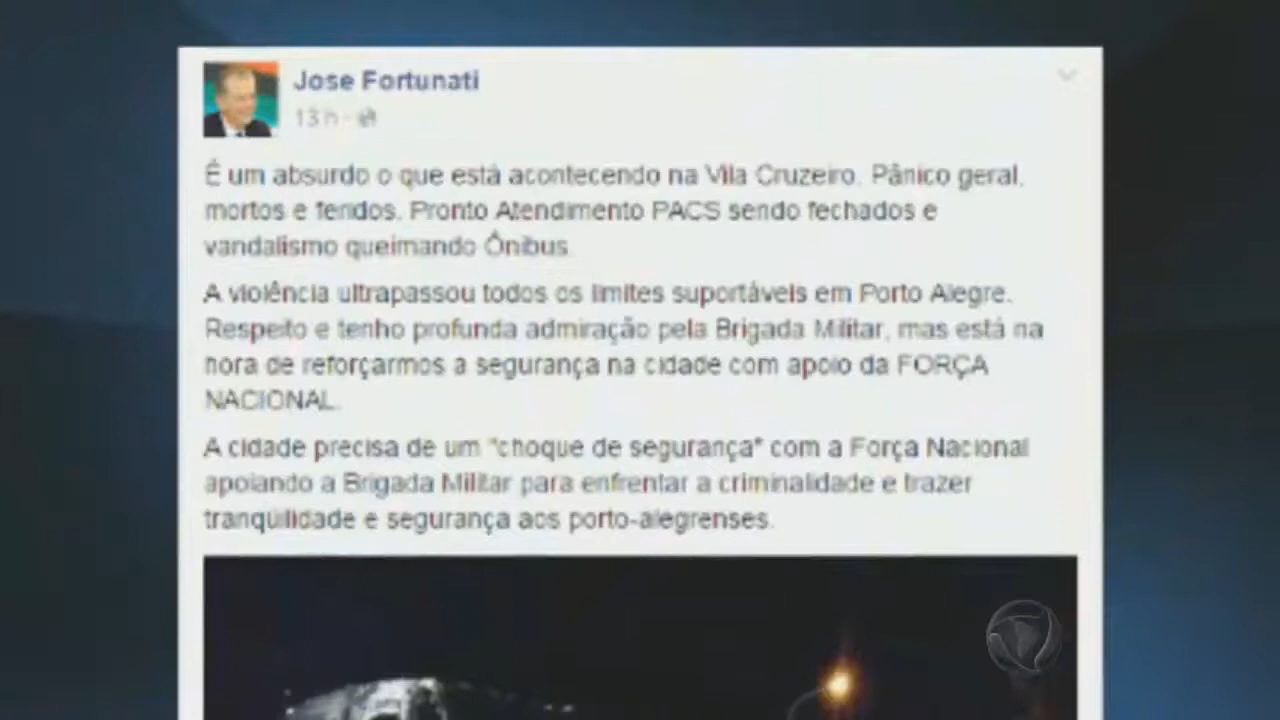 Jose Fortunati
13 h
É um absurdo o que está acontecendo na Vila Cruzeiro. Pânico geral,
mortos e feridos. Pronto Atendimento PACS sendo fechados e
vandalismo queimando Ônibus.
A violência ultrapassou todos os limites suportáveis em Porto Alegre.
Respeito e tenho profunda admiração pela Brigada Militar, mas está na
hora de reforçarmos a segurança na cidade com apoio da FORÇA
NACIONAL.
A cidade precisa de um "choque de segurança" com a Força Nacional
apoiando a Brigada Militar para enfrentar a criminalidade e trazer
tranqüilidade e segurança aos porto-alegrenses.